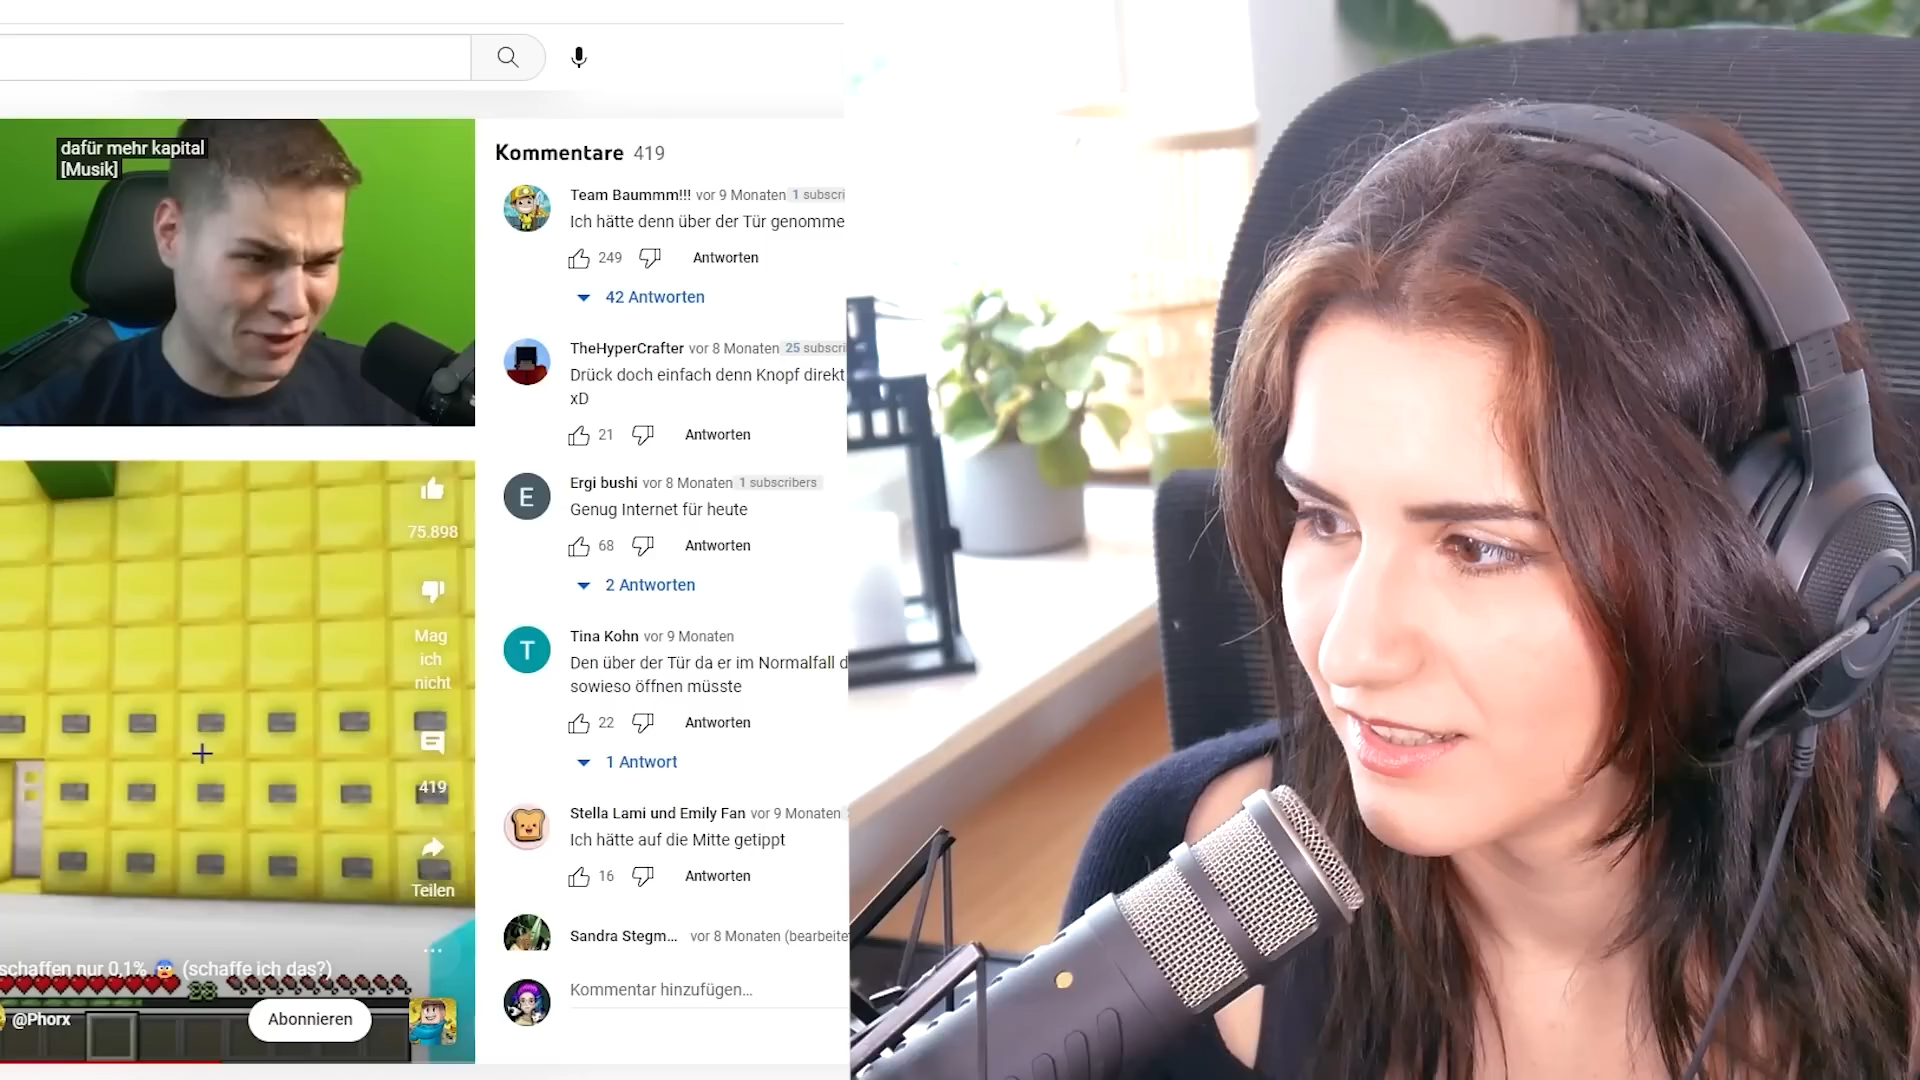 dafür mehr kapital
[Musik]
75.898
Mag
ich
nicht
419
Teilen
schaffen nur 0,1% 😨 (schaffe ich das?)
28
@Phorx
Abonnieren
Kommentare 419
Team Baummm!!! vor 9 Monaten 1 subscri
Ich hätte denn über der Tür genomme
249 Antworten
42 Antworten
TheHyperCrafter vor 8 Monaten 25 subscri
Drück doch einfach denn Knopf direkt
xD
21 Antworten
E
Ergi bushi vor 8 Monaten 1 subscribers
Genug Internet für heute
68 Antworten
2 Antworten
T
Tina Kohn vor 9 Monaten
Den über der Tür da er im Normalfall d
sowieso öffnen müsste
22 Antworten
1 Antwort
Stella Lami und Emily Fan vor 9 Monaten
Ich hätte auf die Mitte getippt
16 Antworten
Sandra Stegm... vor 8 Monaten (bearbeite
Kommentar hinzufügen...